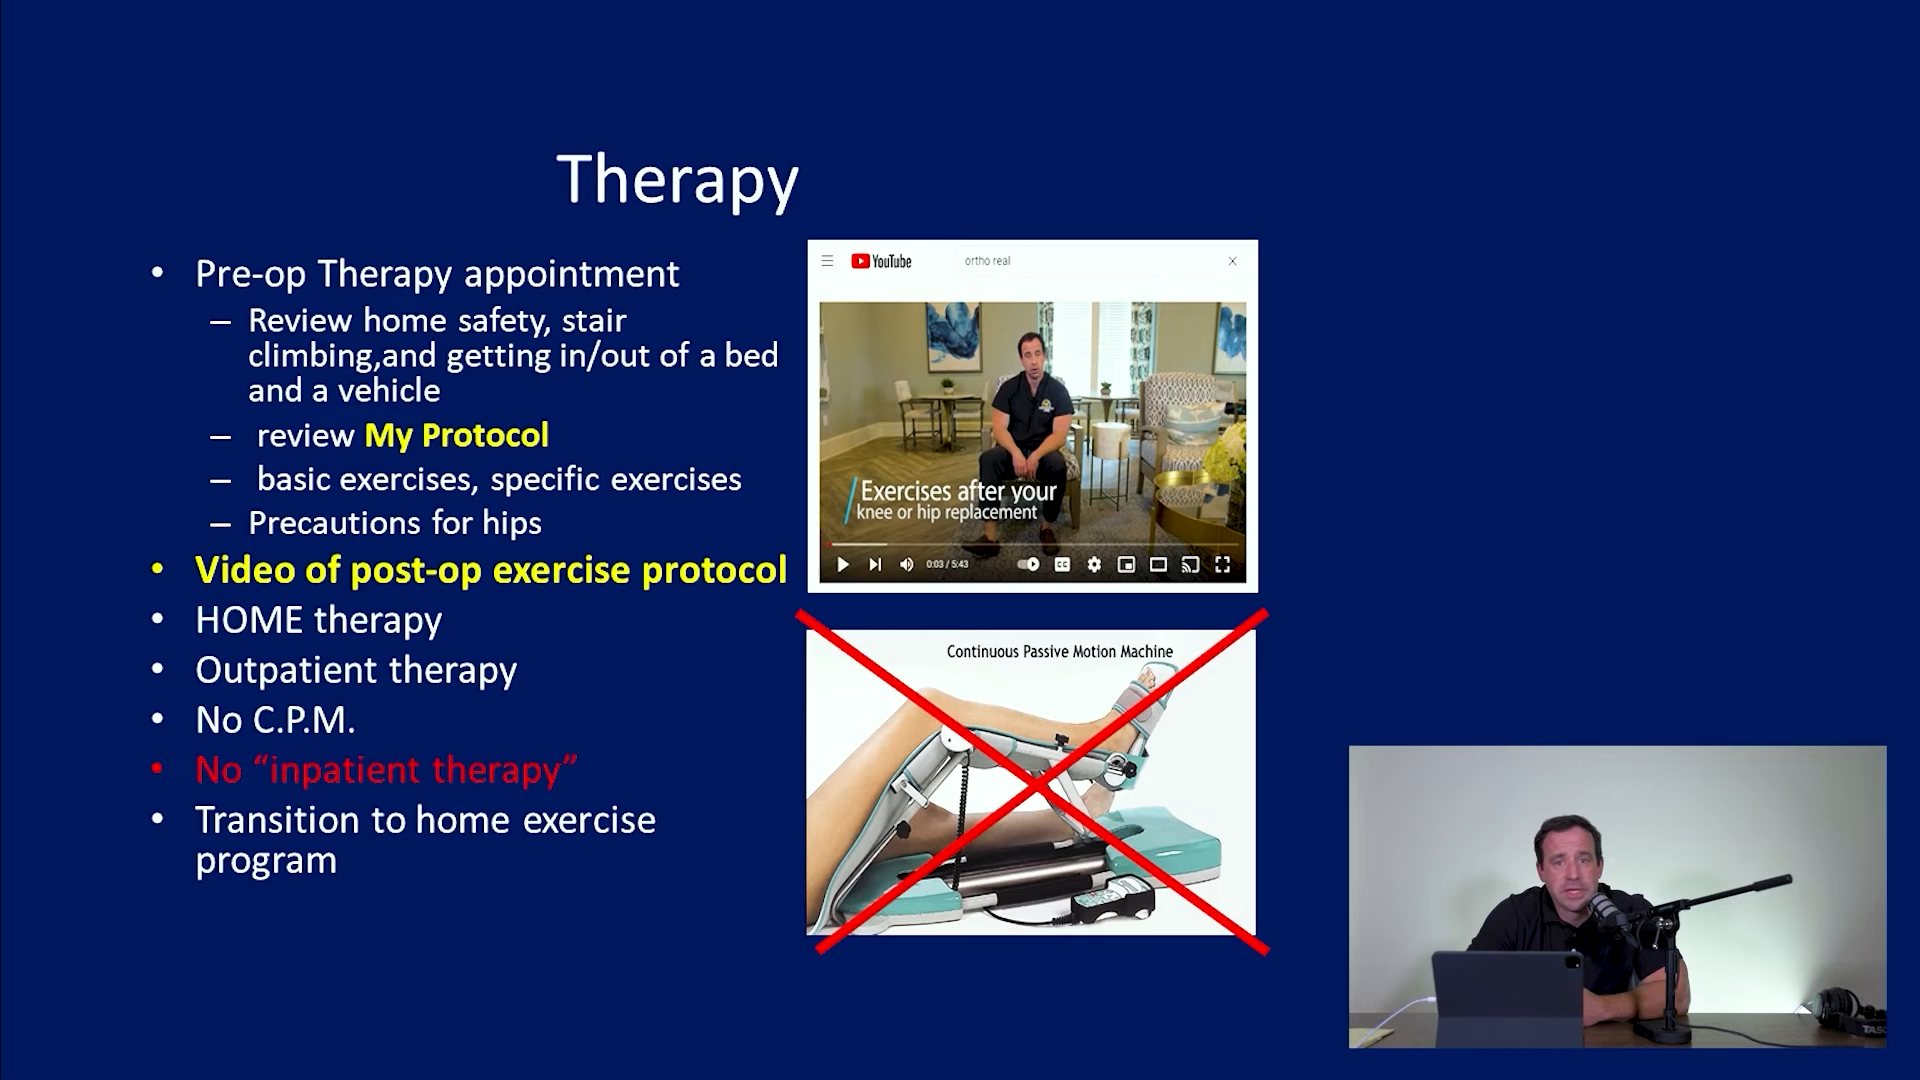 Therapy
• Pre-op Therapy appointment
– Review home safety, stair
climbing,and getting in/out of a bed
and a vehicle
– review My Protocol
– basic exercises, specific exercises
– Precautions for hips
• Video of post-op exercise protocol
• HOME therapy
• Outpatient therapy
• No C.P.M.
• No “inpatient therapy”
• Transition to home exercise
program
YouTube
ortho real
Exercises after your
knee or hip replacement
0:03 / 5:43
CC
Continuous Passive Motion Machine